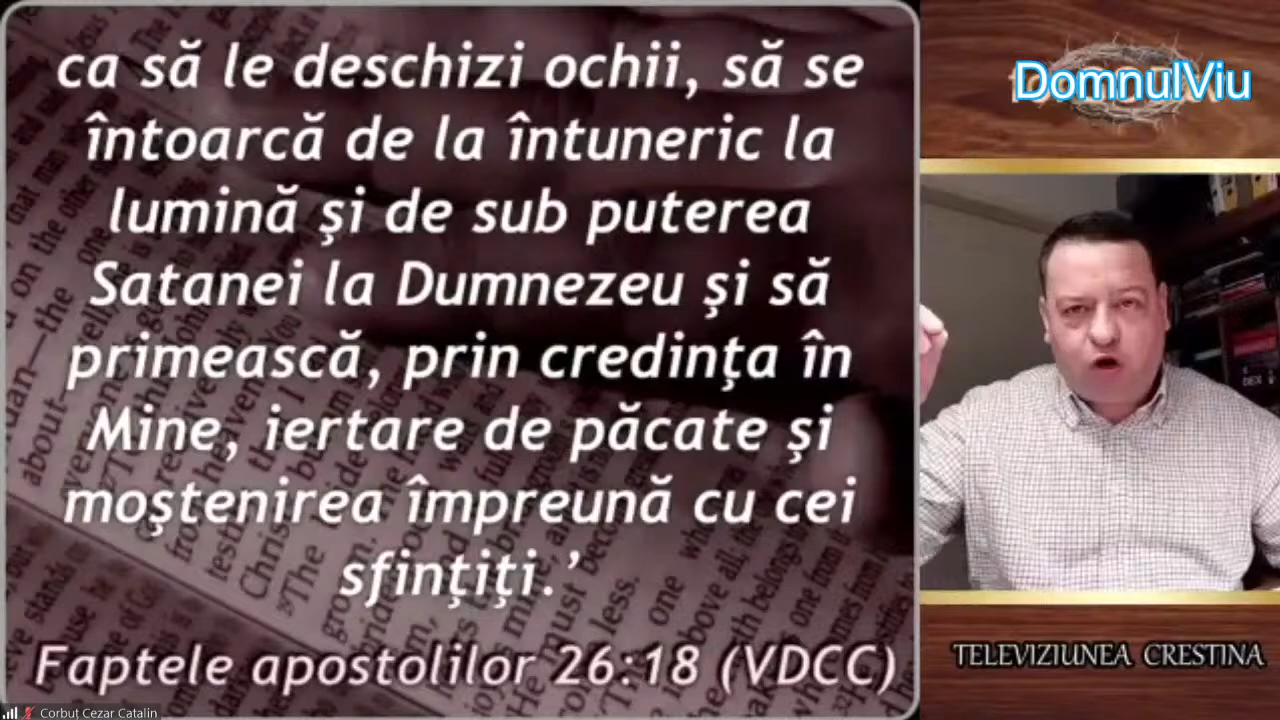 ca să le deschizi ochii, să se
întoarcă de la întuneric la
lumină şi de sub puterea
Satanei la Dumnezeu şi să
primească, prin credinţa în
Mine, iertare de păcate şi
moştenirea împreună cu cei
sfinţiţi.’
Faptele apostolilor 26:18 (VDCC)
Corbuț Cezar Catalin
DomnulViu
DEX
TELEVIZIUNEA CRESTINA